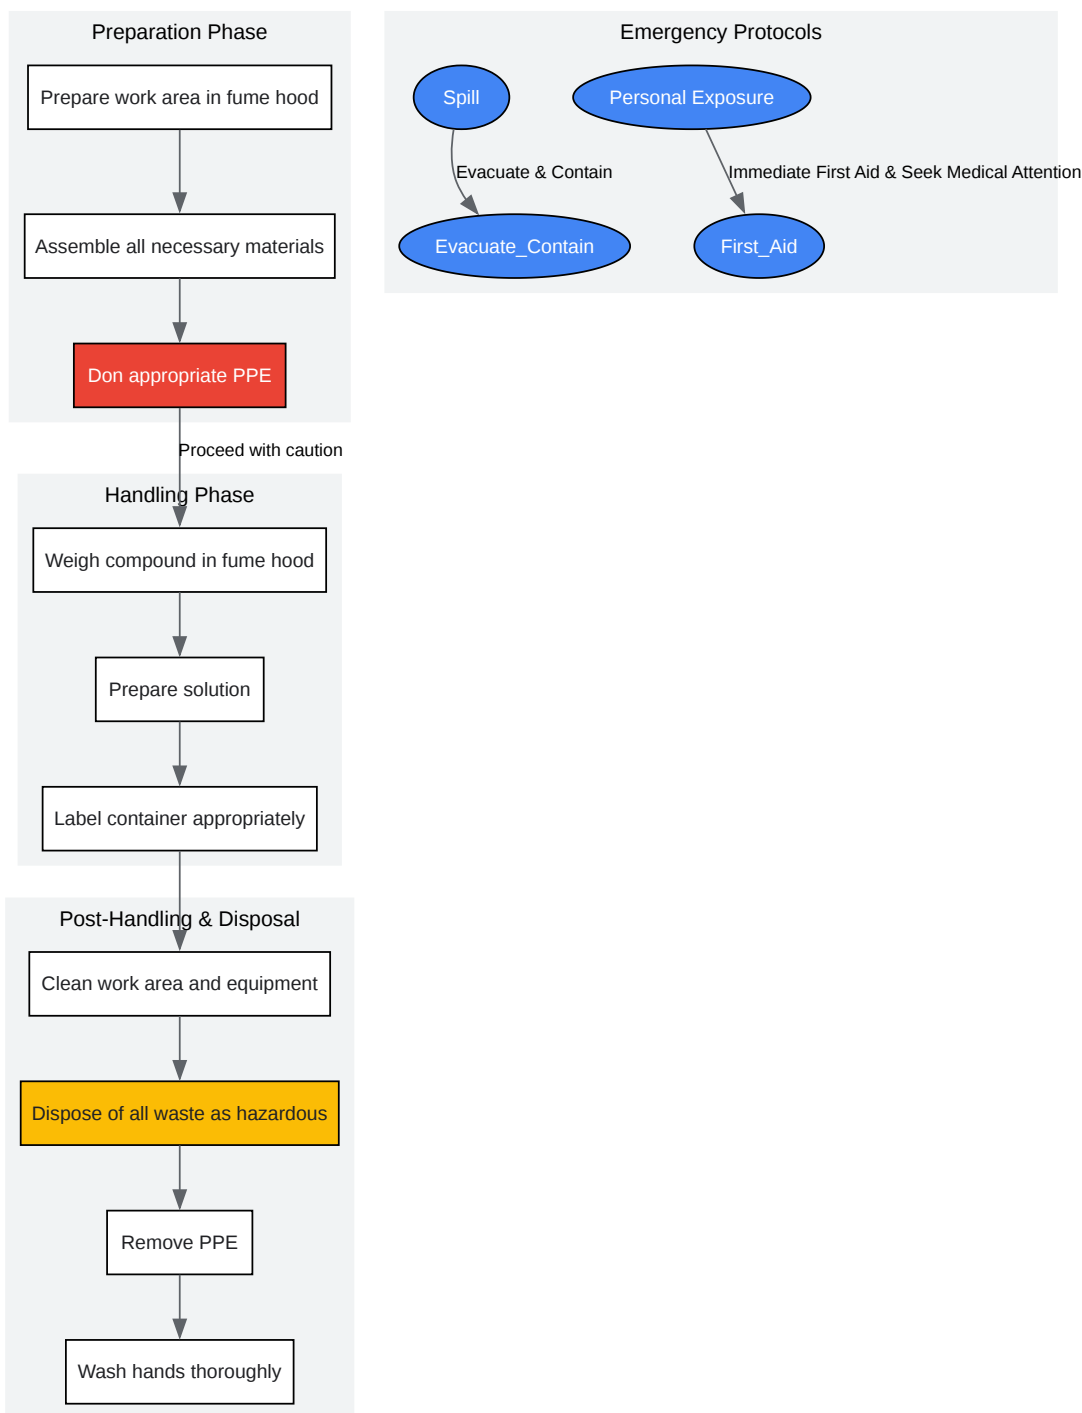 Preparation Phase
Prepare work area in fume hood
Assemble all necessary materials
Don appropriate PPE
Proceed with caution
Handling Phase
Weigh compound in fume hood
Prepare solution
Label container appropriately
Post-Handling & Disposal
Clean work area and equipment
Dispose of all waste as hazardous
Remove PPE
Wash hands thoroughly
Emergency Protocols
Spill
Personal Exposure
Evacuate & Contain
Immediate First Aid & Seek Medical Attention
Evacuate_Contain
First_Aid